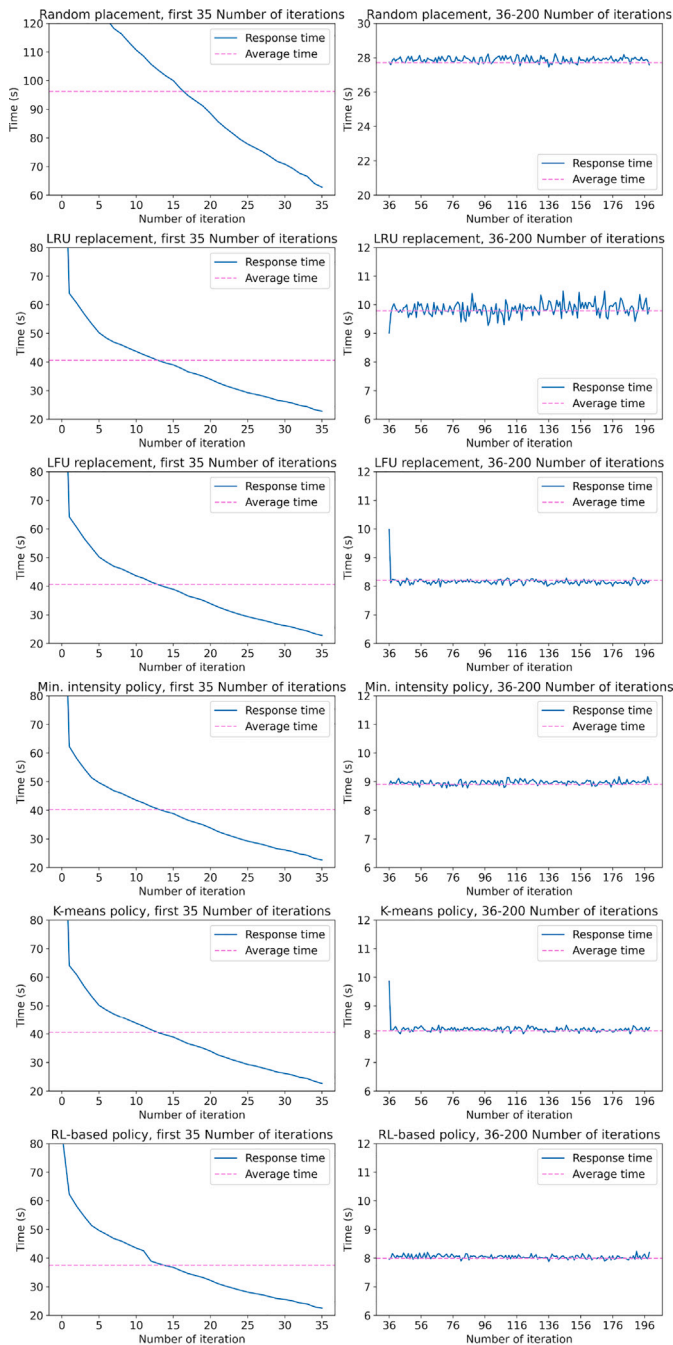 Random placement, first 35 Number of iterations
120
110
100
90
80
70
60
Time (s)
Response time
Average time
0 5 10 15 20 25 30 35
Number of iteration
Random placement, 36-200 Number of iterations
30
28
26
24
22
20
Time (s)
Response time
Average time
36 56 76 96 116 136 156 176 196
Number of iteration
LRU replacement, first 35 Number of iterations
80
70
60
50
40
30
20
Time (s)
Response time
Average time
0 5 10 15 20 25 30 35
Number of iteration
LRU replacement, 36-200 Number of iterations
12
11
10
9
8
7
6
Time (s)
Response time
Average time
36 56 76 96 116 136 156 176 196
Number of iteration
LFU replacement, first 35 Number of iterations
80
70
60
50
40
30
20
Time (s)
Response time
Average time
0 5 10 15 20 25 30 35
Number of iteration
LFU replacement, 36-200 Number of iterations
12
11
10
9
8
7
6
Time (s)
Response time
Average time
36 56 76 96 116 136 156 176 196
Number of iteration
Min. intensity policy, first 35 Number of iterations
80
70
60
50
40
30
20
Time (s)
Response time
Average time
0 5 10 15 20 25 30 35
Number of iteration
Min. intensity policy, 36-200 Number of iterations
12
11
10
9
8
7
6
Time (s)
Response time
Average time
36 56 76 96 116 136 156 176 196
Number of iteration
K-means policy, first 35 Number of iterations
80
70
60
50
40
30
20
Time (s)
Response time
Average time
0 5 10 15 20 25 30 35
Number of iteration
K-means policy, 36-200 Number of iterations
12
11
10
9
8
7
6
Time (s)
Response time
Average time
36 56 76 96 116 136 156 176 196
Number of iteration
RL-based policy, first 35 Number of iterations
80
70
60
50
40
30
20
Time (s)
Response time
Average time
0 5 10 15 20 25 30 35
Number of iteration
RL-based policy, 36-200 Number of iterations
12
11
10
9
8
7
6
Time (s)
Response time
Average time
36 56 76 96 116 136 156 176 196
Number of iteration